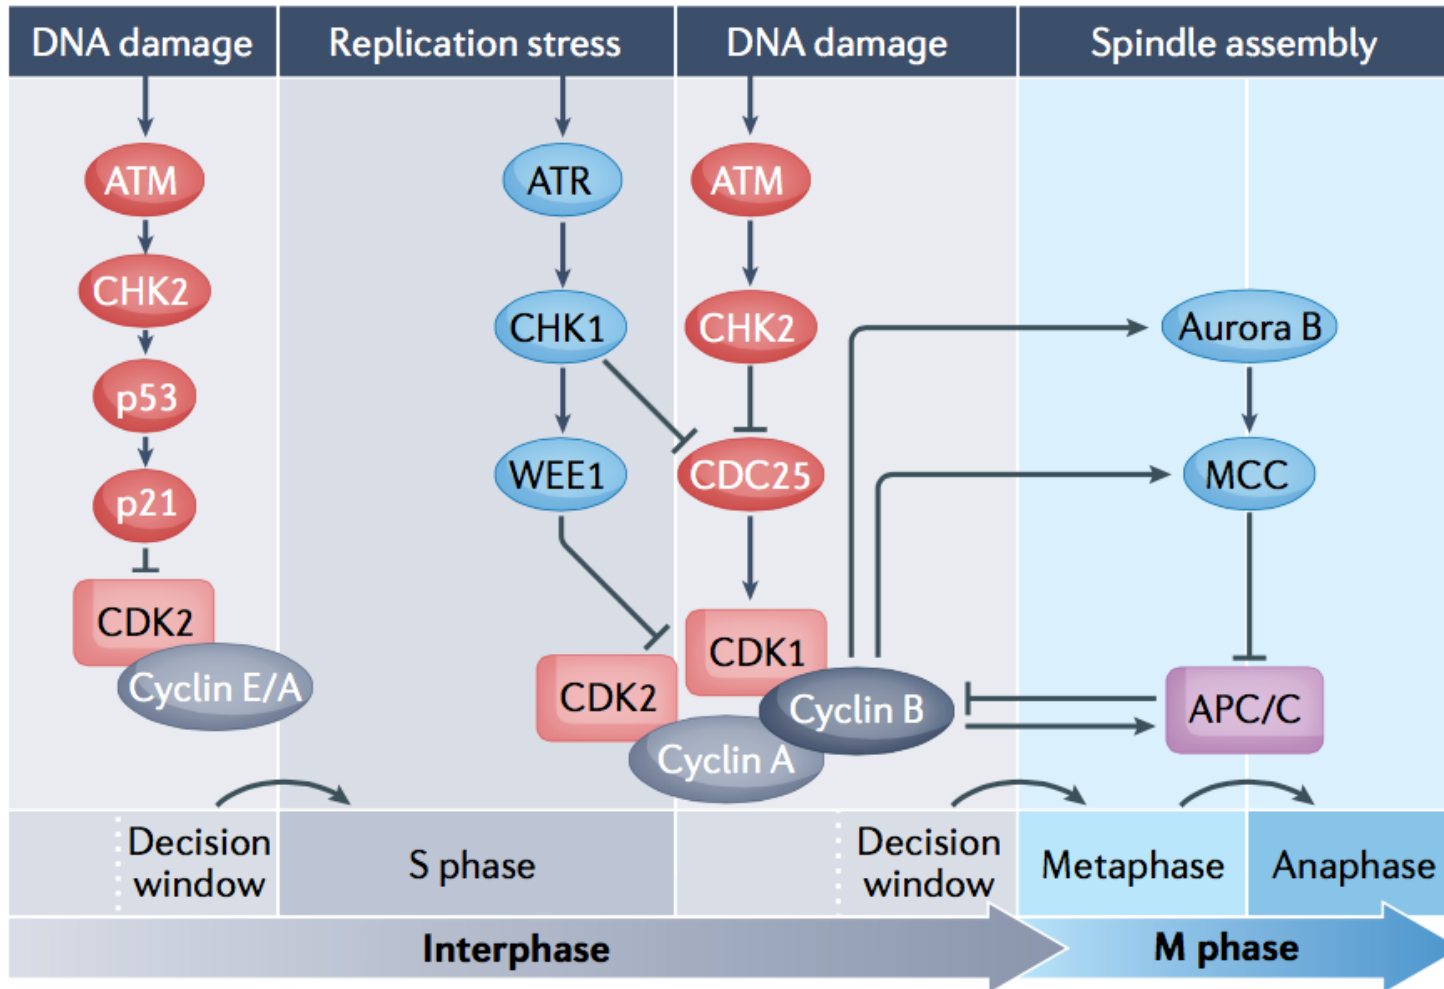 DNA damage
Replication stress
DNA damage
Spindle assembly
ATM
CHK2
p53
p21
CDK2
Cyclin E/A
ATR
CHK1
WEE1
CDK2
Cyclin A
ATM
CHK2
CDC25
CDK1
Cyclin B
Aurora B
MCC
APC/C
Decision
window
S phase
Decision
window
Metaphase
Anaphase
Interphase
M phase